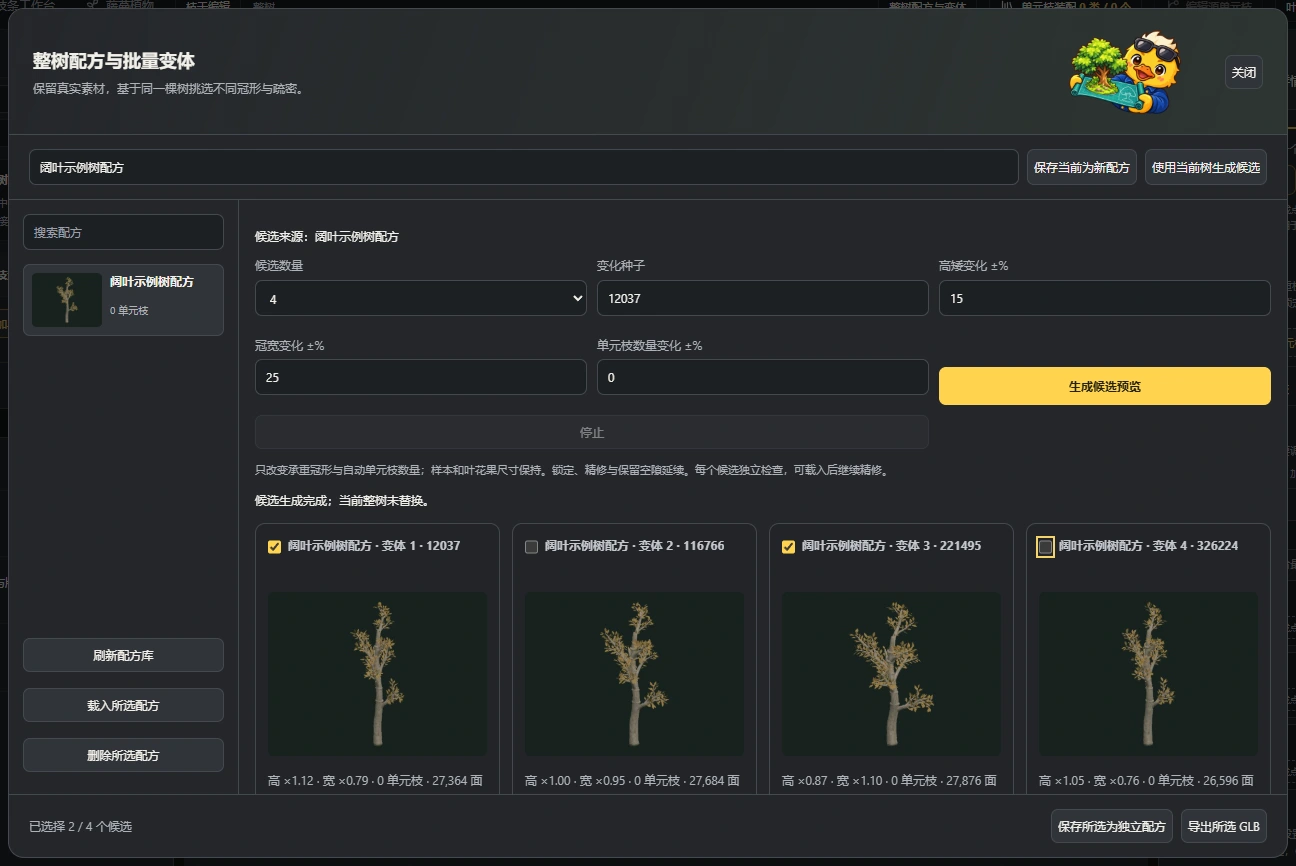 整树配方与批量变体
保留真实素材，基于同一棵树挑选不同冠形与疏密。
关闭
阔叶示例树配方
保存当前为新配方
使用当前树生成候选
搜索配方
阔叶示例树配方
0 单元枝
刷新配方库
载入所选配方
删除所选配方
候选来源：阔叶示例树配方
候选数量
变化种子
高矮变化 ±%
4
12037
15
冠宽变化 ±%
单元枝数量变化 ±%
25
0
生成候选预览
停止
只改变承重冠形与自动单元枝数量；样本和叶花果尺寸保持。锁定、精修与保留空隙延续。每个候选独立检查，可载入后继续精修。
候选生成完成；当前整树未替换。
阔叶示例树配方 · 变体 1 · 12037
阔叶示例树配方 · 变体 2 · 116766
阔叶示例树配方 · 变体 3 · 221495
阔叶示例树配方 · 变体 4 · 326224
高 ×1.12 · 宽 ×0.79 · 0 单元枝 · 27,364 面
高 ×1.00 · 宽 ×0.95 · 0 单元枝 · 27,684 面
高 ×0.87 · 宽 ×1.10 · 0 单元枝 · 27,876 面
高 ×1.05 · 宽 ×0.76 · 0 单元枝 · 26,596 面
已选择 2 / 4 个候选
保存所选为独立配方
导出所选 GLB